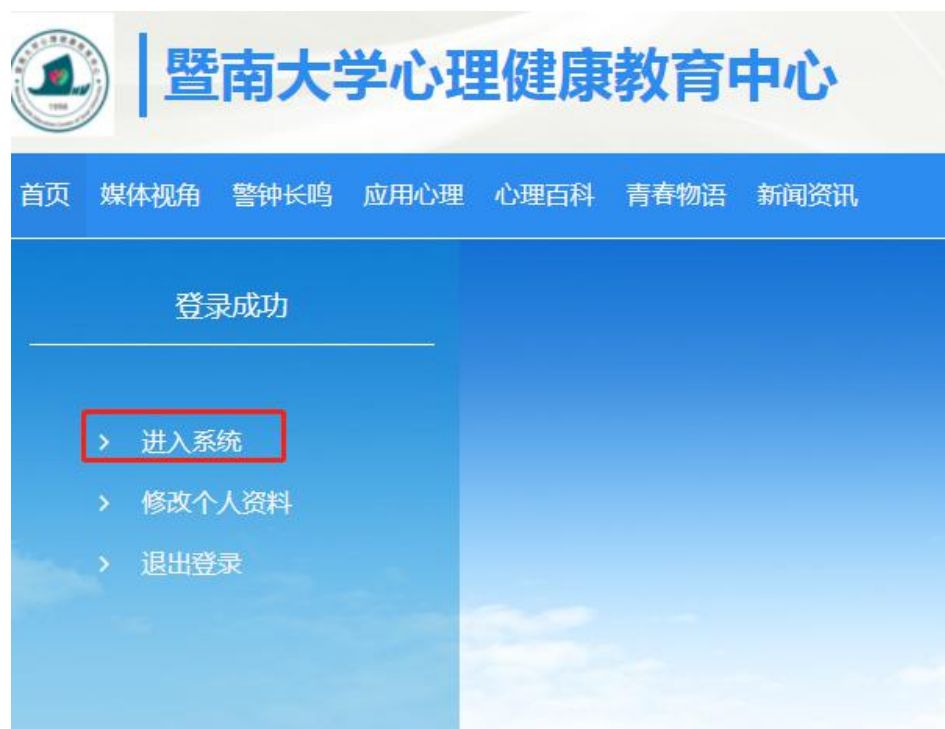 暨南大学心理健康教育中心
首页 媒体视角 警钟长鸣 应用心理 心理百科 青春物语 新闻资讯
登录成功
进入系统
修改个人资料
退出登录